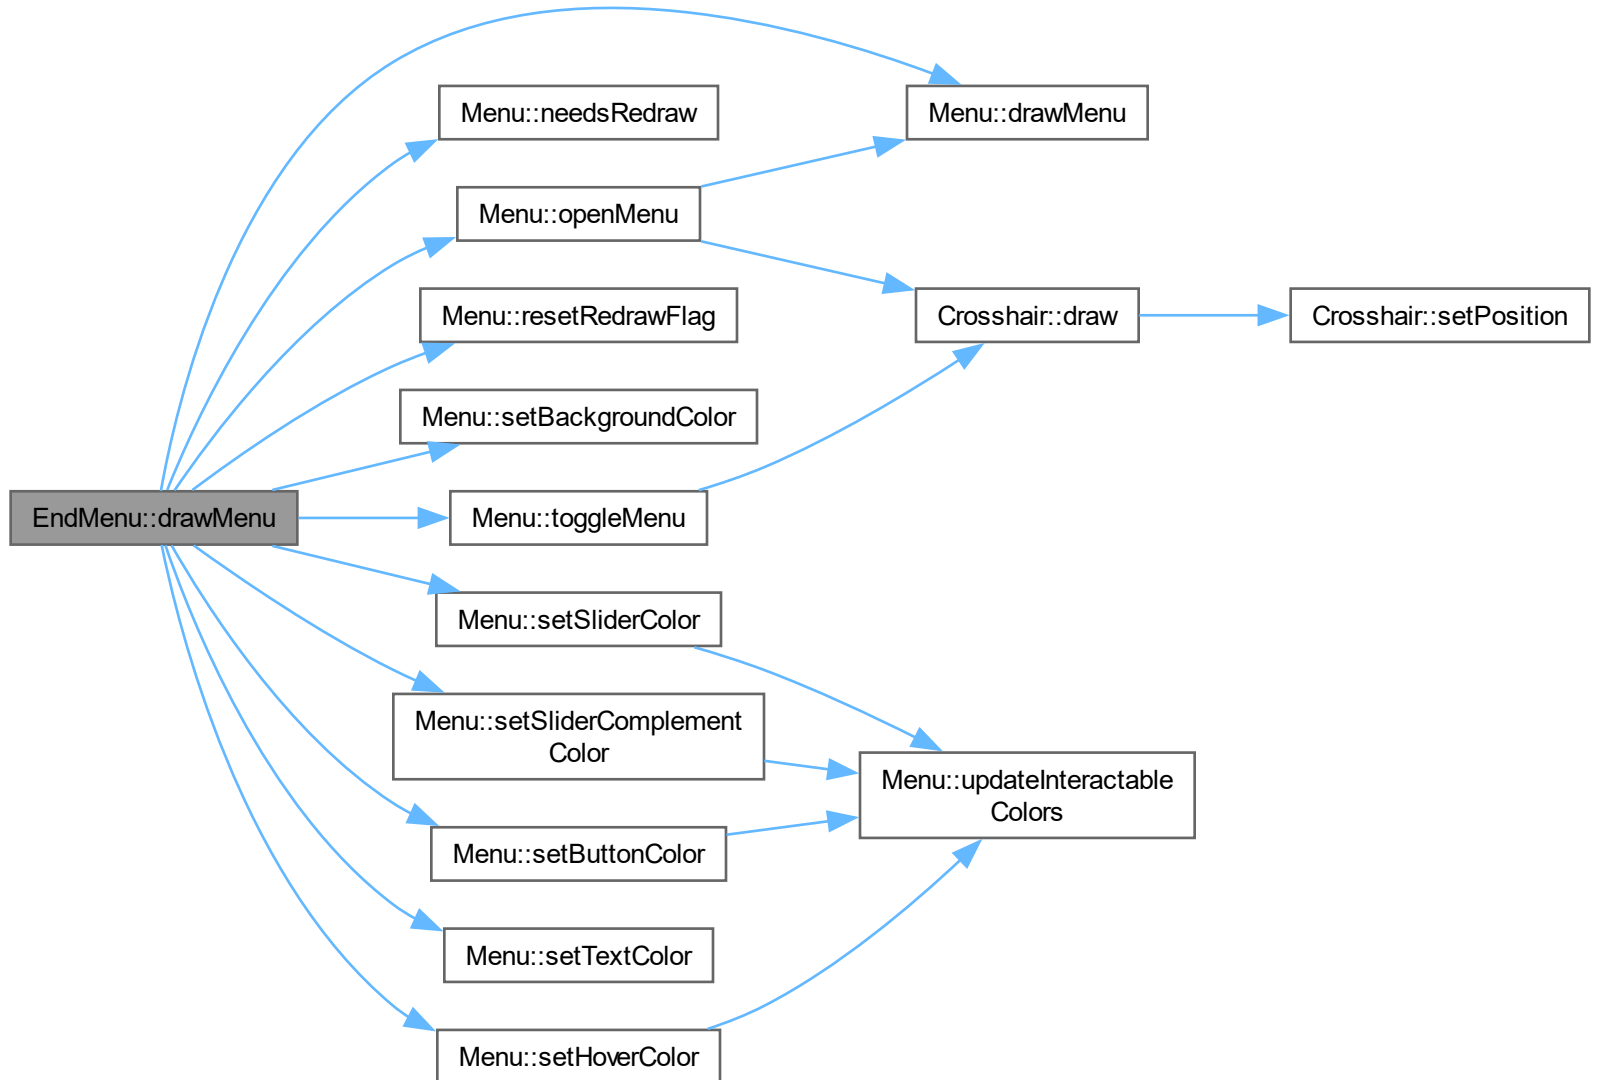 Menu::needsRedraw
Menu::drawMenu
Menu::openMenu
Menu::resetRedrawFlag
Crosshair::draw
Crosshair::setPosition
Menu::setBackgroundColor
EndMenu::drawMenu
Menu::toggleMenu
Menu::setSliderColor
Menu::setSliderComplement
Color
Menu::updateInteractable
Colors
Menu::setButtonColor
Menu::setTextColor
Menu::setHoverColor